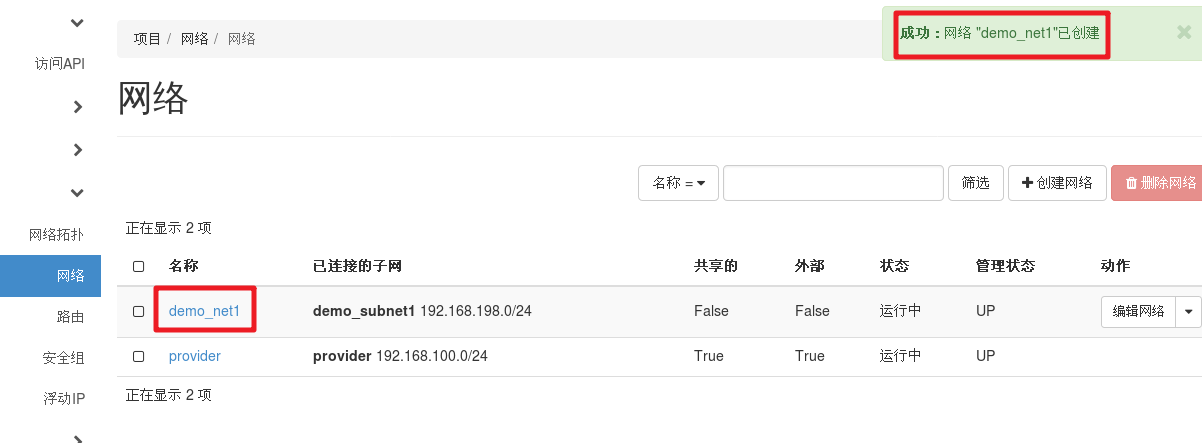 访问API
网络拓扑
网络
路由
安全组
浮动IP
项目 / 网络 / 网络
成功：网络 "demo_net1"已创建 ×
网络
名称 = 筛选 创建网络 删除网络
正在显示 2 项
名称 已连接的子网 共享的 外部 状态 管理状态 动作
demo_net1 demo_subnet1 192.168.198.0/24 False False 运行中 UP 编辑网络
provider provider 192.168.100.0/24 True True 运行中 UP
正在显示 2 项